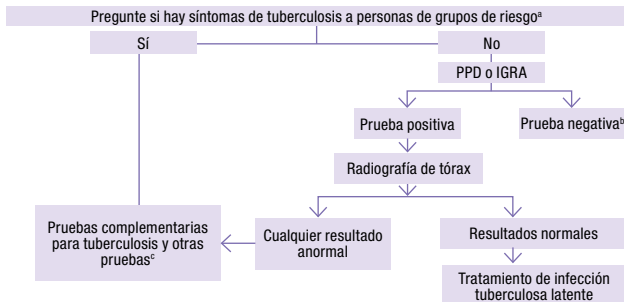 Pregunte si hay síntomas de tuberculosis a personas de grupos de riesgoᵃ
Sí
No
PPD o IGRA
Prueba positiva
Prueba negativaᵇ
Radiografía de tórax
Pruebas complementarias
para tuberculosis y otras
pruebasᶜ
Cualquier resultado
anormal
Resultados normales
Tratamiento de infección
tuberculosa latente